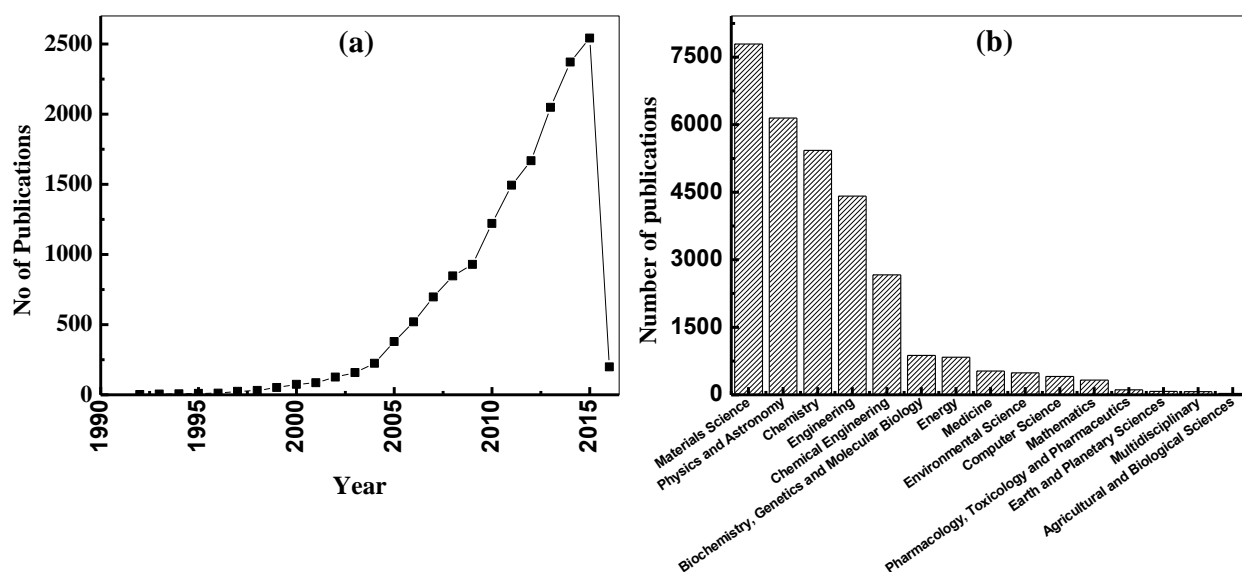 (a)
No of Publications
2500
2000
1500
1000
500
0
1990
1995
2000
2005
2010
2015
Year
(b)
Number of publications
7500
6000
4500
3000
1500
0
Materials Science
Physics and Astronomy
Chemistry
Engineering
Chemical Engineering
Biochemistry, Genetics and Molecular Biology
Energy
Medicine
Environmental Science
Computer Science
Mathematics
Pharmacology, Toxicology and Pharmaceutics
Earth and Planetary Sciences
Multidisciplinary
Agricultural and Biological Sciences